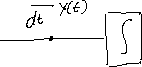 dt y(t)
∫